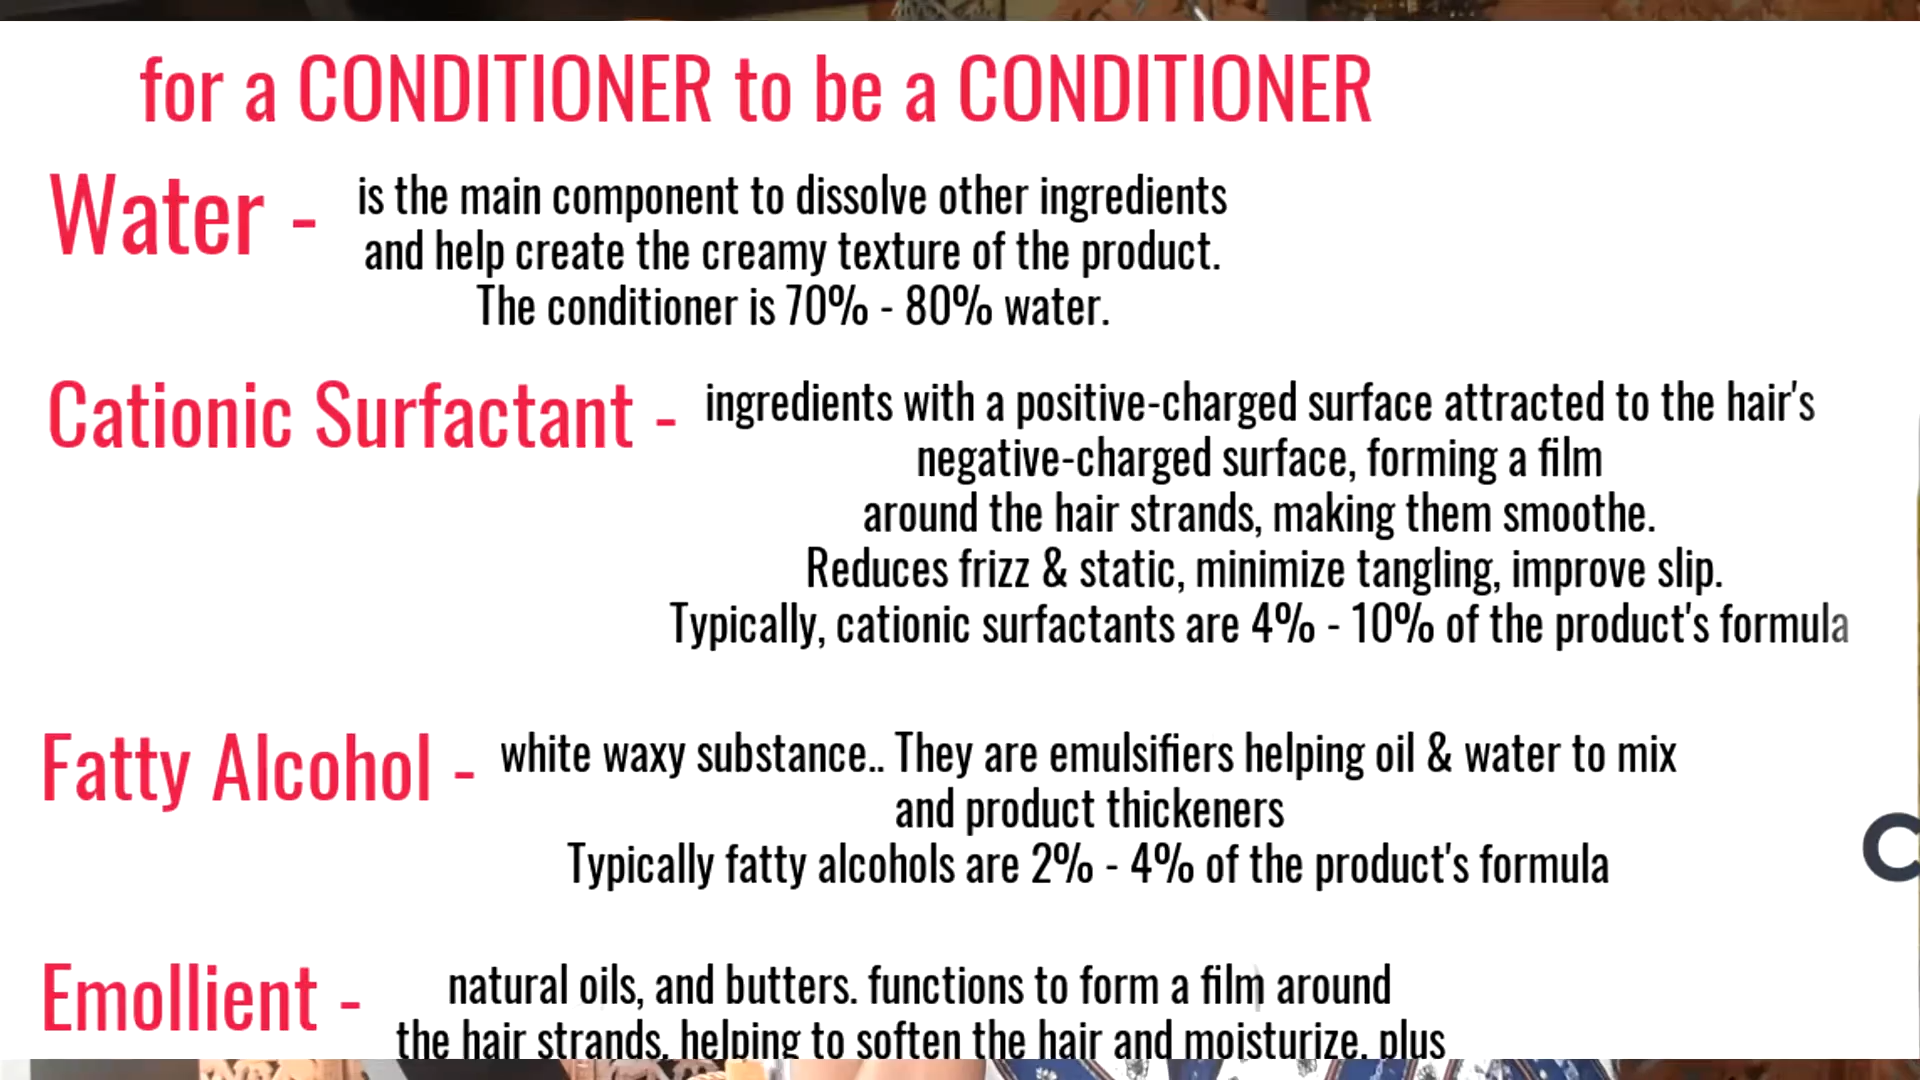 for a CONDITIONER to be a CONDITIONER
Water - is the main component to dissolve other ingredients
and help create the creamy texture of the product.
The conditioner is 70% - 80% water.
Cationic Surfactant - ingredients with a positive-charged surface attracted to the hair's
negative-charged surface, forming a film
around the hair strands, making them smoothe.
Reduces frizz & static, minimize tangling, improve slip.
Typically, cationic surfactants are 4% - 10% of the product's formula
Fatty Alcohol - white waxy substance.. They are emulsifiers helping oil & water to mix
and product thickeners
Typically fatty alcohols are 2% - 4% of the product's formula
C
Emollient - natural oils, and butters. functions to form a film around
the hair strands, helping to soften the hair and moisturize, plus